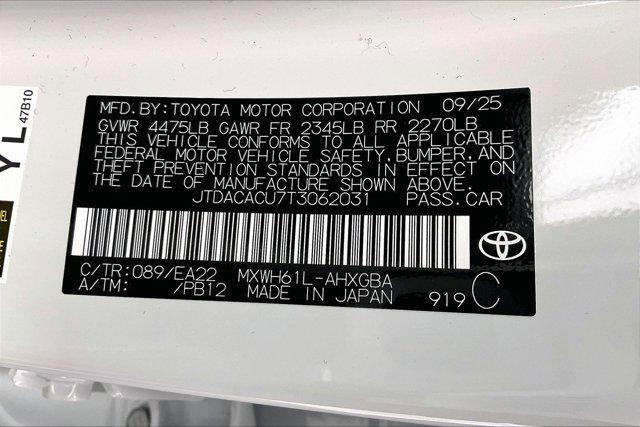 MFD. BY: TOYOTA MOTOR CORPORATION 09/25
GVWR 4475LB GAWR FR 2345LB RR 2270LB
THIS VEHICLE CONFORMS TO ALL APPLICABLE
FEDERAL MOTOR VEHICLE SAFETY, BUMPER, AND
THEFT PREVENTION STANDARDS IN EFFECT ON
THE DATE OF MANUFACTURE SHOWN ABOVE.
JTDACACU7T3062031 PASS. CAR
C/TR: 089/EA22 MXWH61L-AHXGBA
A/TM: /PB12 MADE IN JAPAN 919 C
YL
47B10